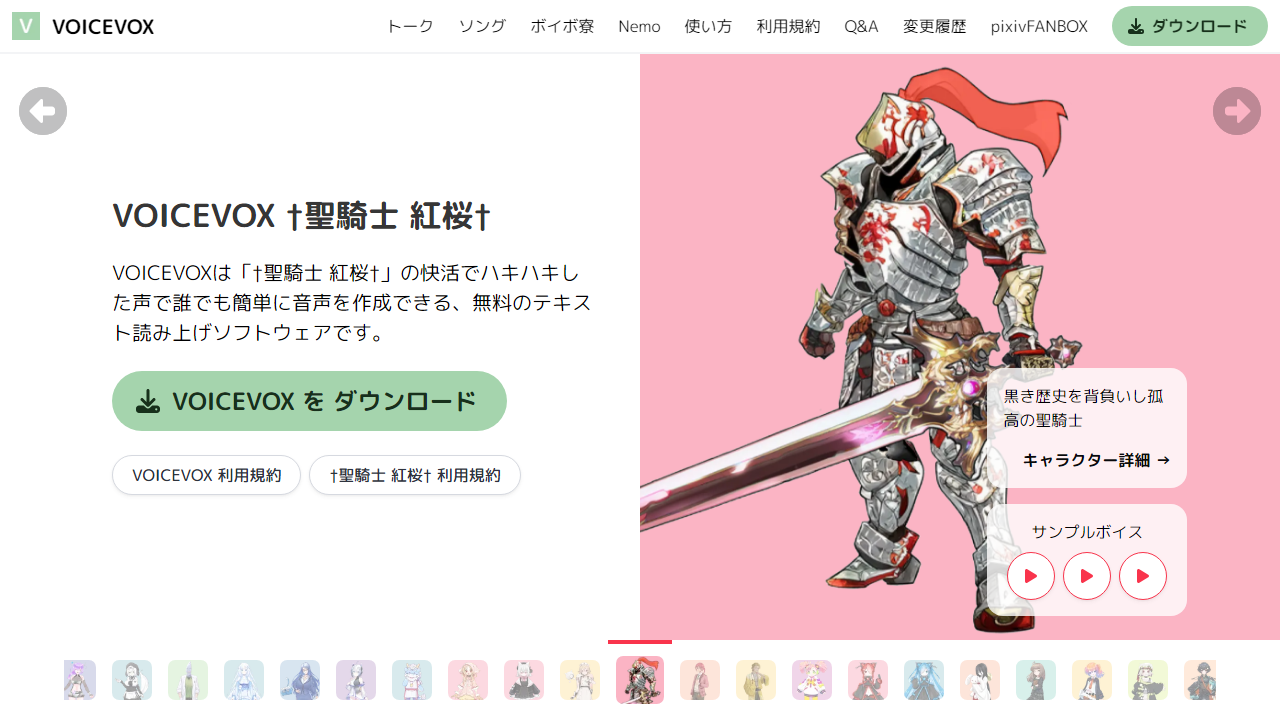 V VOICEVOX
トーク ソング ボイボ寮 Nemo 使い方 利用規約 Q&A 変更履歴 pixivFANBOX ダウンロード
VOICEVOX †聖騎士 紅桜†
VOICEVOXは「†聖騎士 紅桜†」の快活でハキハキし
た声で誰でも簡単に音声を作成できる、無料のテキス
ト読み上げソフトウェアです。
VOICEVOX を ダウンロード
VOICEVOX 利用規約
†聖騎士 紅桜† 利用規約
黒き歴史を背負いし孤
高の聖騎士
キャラクター詳細 →
サンプルボイス